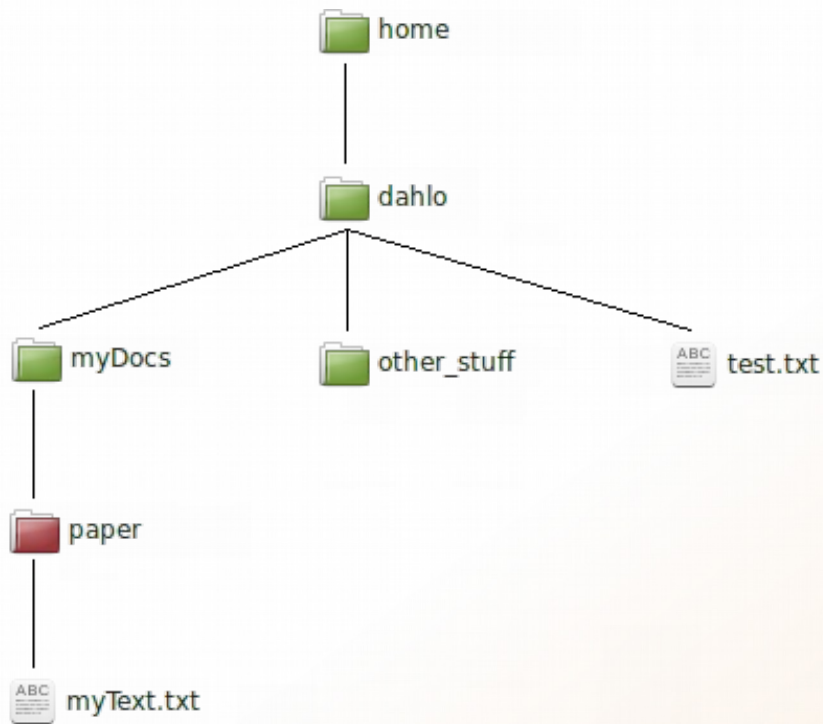 home
dahlo
myDocs
other_stuff
ABC
test.txt
paper
ABC
myText.txt